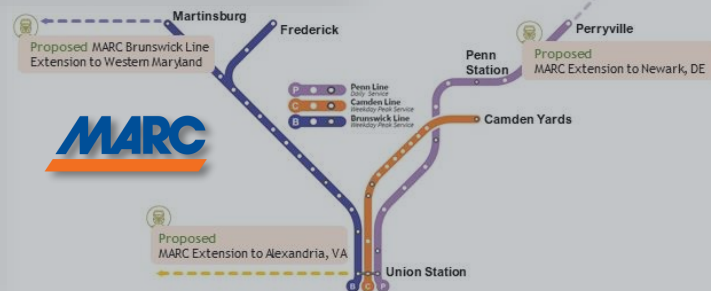 Martinsburg
Frederick
Perryville
Proposed MARC Brunswick Line
Extension to Western Maryland
Penn
Station
Proposed
MARC Extension to Newark, DE
P
Penn Line
Daily Service
C
Camden Line
Weekday Peak Service
B
Brunswick Line
Weekday Peak Service
Camden Yards
MARC
Proposed
MARC Extension to Alexandria, VA
Union Station
B C P